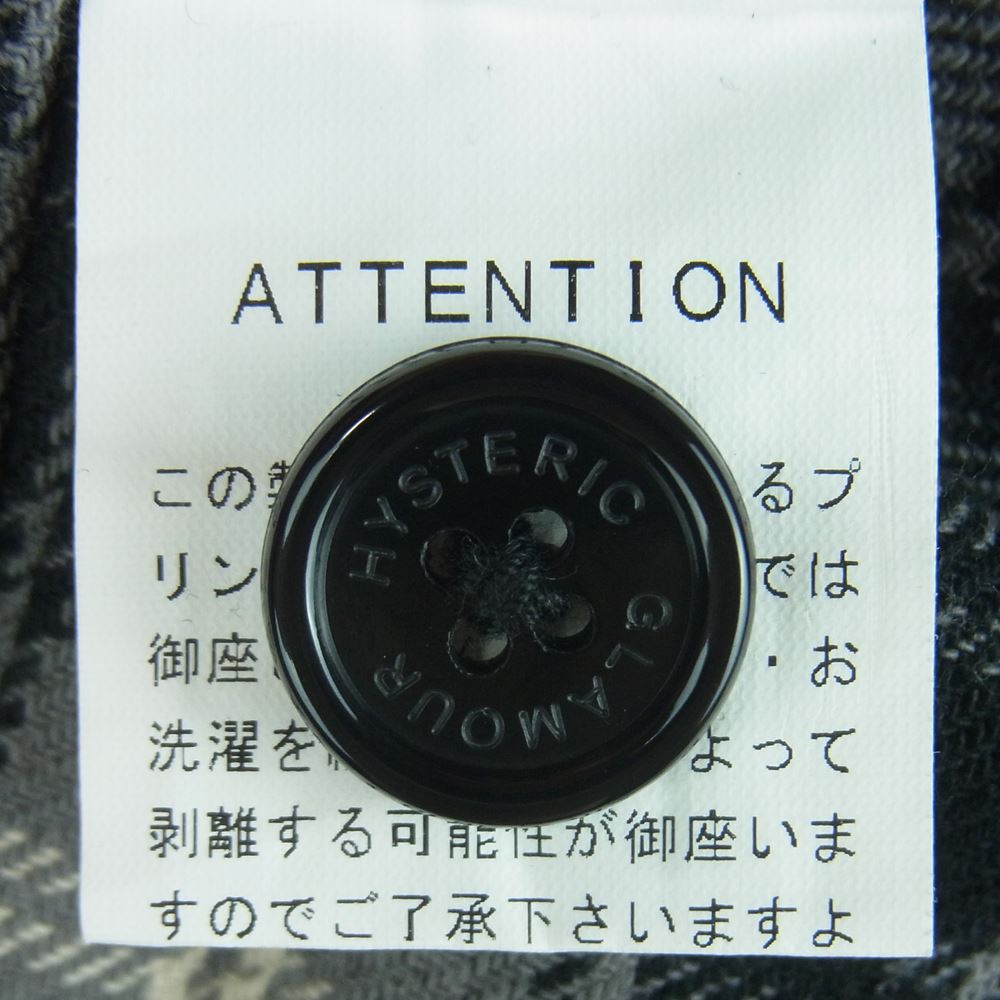 ATTENTION
この るプ
リン では
御座 ・お
洗濯を よって
剥離する可能性が御座いま
すのでご了承下さいますよ
HYSTERIC GLAMOUR